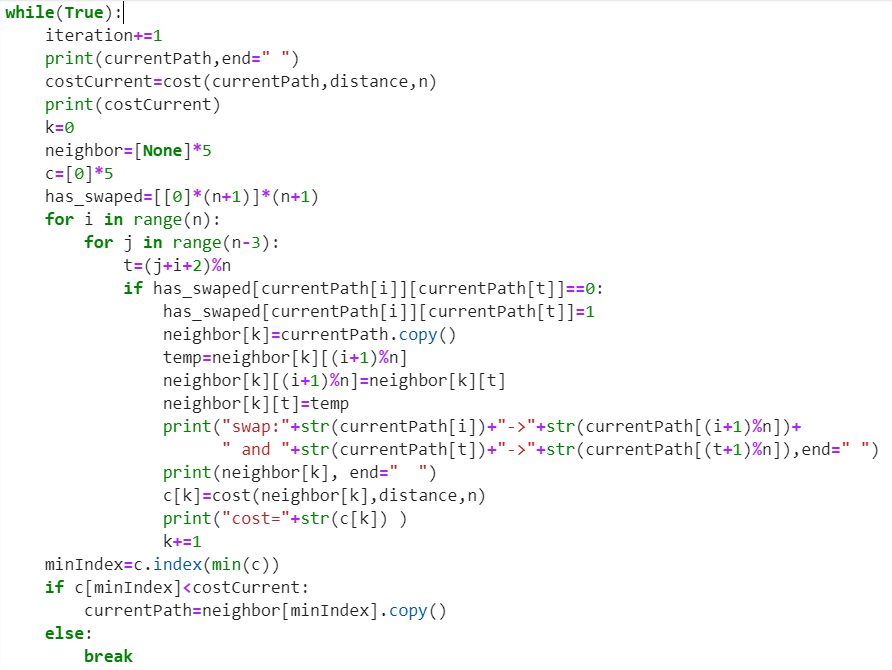 while(True):
    iteration+=1
    print(currentPath,end=" ")
    costCurrent=cost(currentPath,distance,n)
    print(costCurrent)
    k=0
    neighbor=[None]*5
    c=[0]*5
    has_swaped=[[0]*(n+1)]*(n+1)
    for i in range(n):
        for j in range(n-3):
            t=(j+i+2)%n
            if has_swaped[currentPath[i]][currentPath[t]]==0:
                has_swaped[currentPath[i]][currentPath[t]]=1
                neighbor[k]=currentPath.copy()
                temp=neighbor[k][(i+1)%n]
                neighbor[k][(i+1)%n]=neighbor[k][t]
                neighbor[k][t]=temp
                print("swap:"+str(currentPath[i])+"->"+str(currentPath[(i+1)%n])+
                      " and "+str(currentPath[t])+"->"+str(currentPath[(t+1)%n]),end=" ")
                print(neighbor[k], end="  ")
                c[k]=cost(neighbor[k],distance,n)
                print("cost="+str(c[k]) )
                k+=1
    minIndex=c.index(min(c))
    if c[minIndex]<costCurrent:
        currentPath=neighbor[minIndex].copy()
    else:
        break